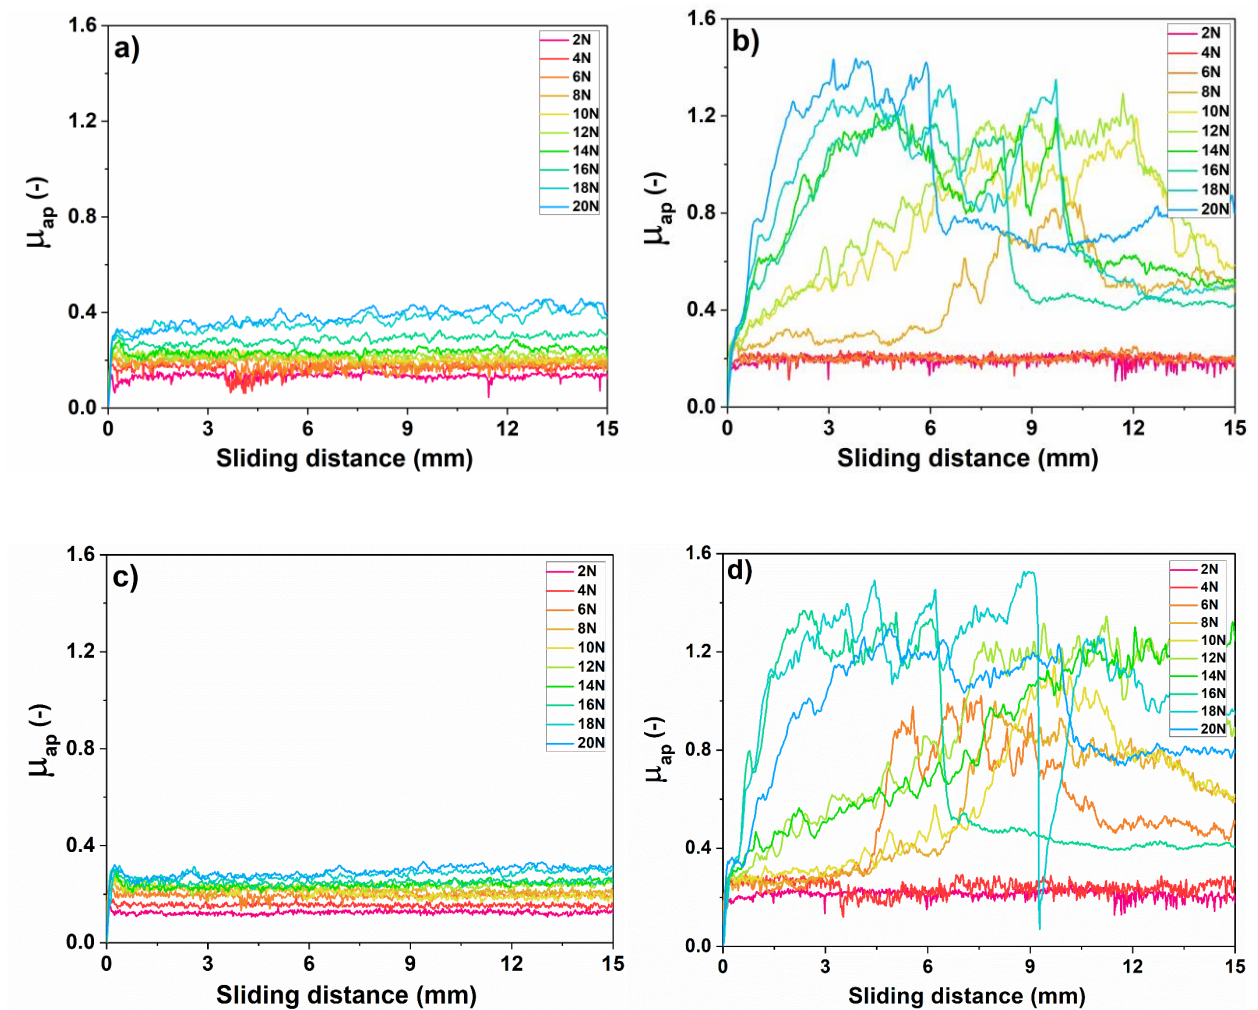 a)
1.6
1.2
0.8
0.4
0.0
μap (-)
0 3 6 9 12 15
Sliding distance (mm)
2N
4N
6N
8N
10N
12N
14N
16N
18N
20N
b)
1.6
1.2
0.8
0.4
0.0
μap (-)
0 3 6 9 12 15
Sliding distance (mm)
2N
4N
6N
8N
10N
12N
14N
16N
18N
20N
c)
1.6
1.2
0.8
0.4
0.0
μap (-)
0 3 6 9 12 15
Sliding distance (mm)
2N
4N
6N
8N
10N
12N
14N
16N
18N
20N
d)
1.6
1.2
0.8
0.4
0.0
μap (-)
0 3 6 9 12 15
Sliding distance (mm)
2N
4N
6N
8N
10N
12N
14N
16N
18N
20N